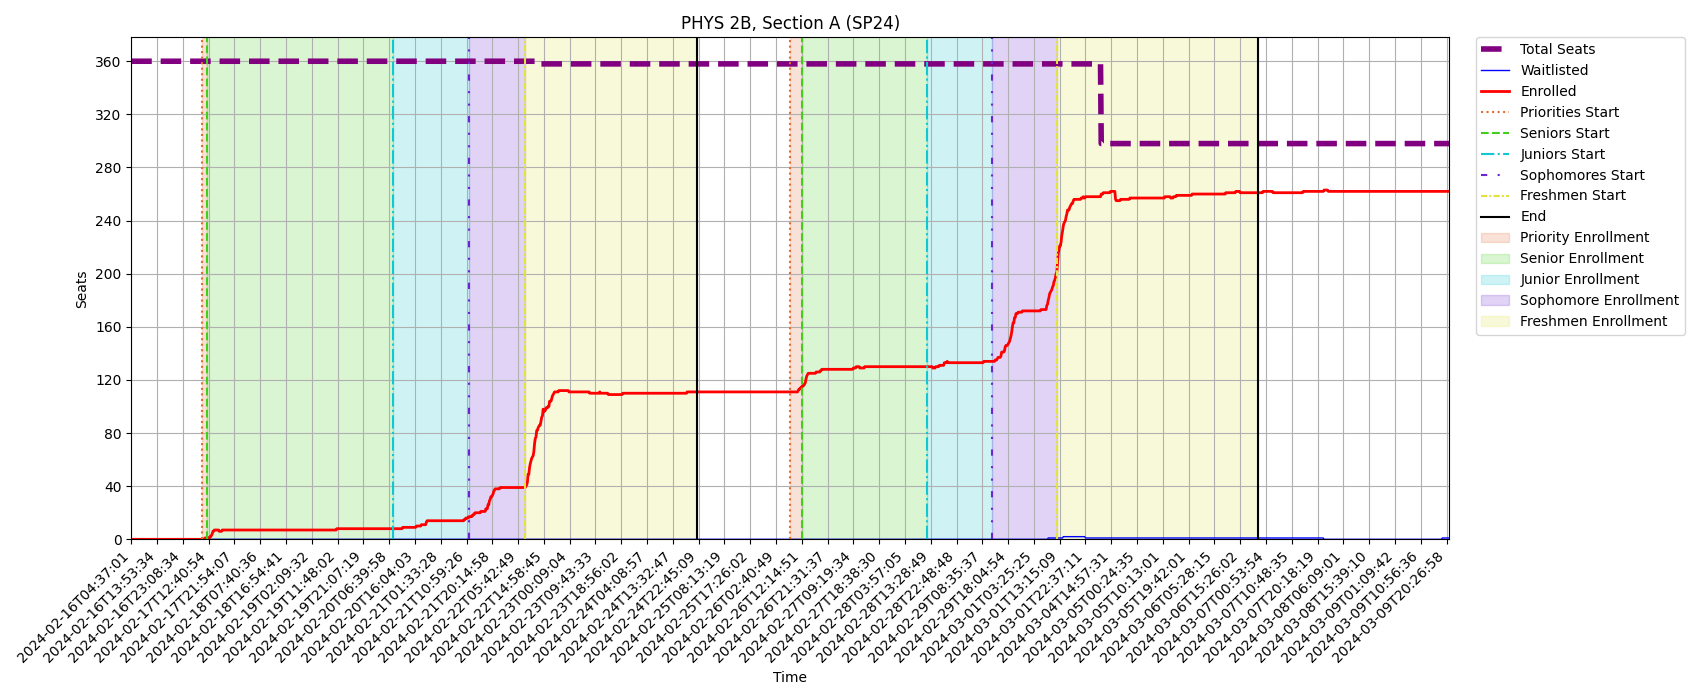 PHYS 2B, Section A (SP24)
Seats
360
320
280
240
200
160
120
80
40
0
2024-02-16T04:37:01
2024-02-16T13:53:34
2024-02-16T23:08:34
2024-02-17T12:40:54
2024-02-17T21:54:07
2024-02-18T07:40:36
2024-02-18T16:54:41
2024-02-19T02:09:32
2024-02-19T11:48:02
2024-02-19T21:07:19
2024-02-20T06:39:58
2024-02-20T16:04:03
2024-02-21T01:33:28
2024-02-21T10:59:26
2024-02-21T20:14:58
2024-02-22T05:42:49
2024-02-22T14:58:45
2024-02-23T00:09:04
2024-02-23T09:43:33
2024-02-23T18:56:02
2024-02-24T04:08:57
2024-02-24T13:32:47
2024-02-24T22:45:09
2024-02-25T08:13:19
2024-02-25T17:26:02
2024-02-26T02:40:49
2024-02-26T12:14:51
2024-02-26T21:31:37
2024-02-27T09:19:34
2024-02-27T18:38:30
2024-02-28T03:57:05
2024-02-28T13:28:49
2024-02-28T22:48:48
2024-02-29T08:35:37
2024-02-29T18:04:54
2024-03-01T03:25:25
2024-03-01T13:15:09
2024-03-01T22:37:11
2024-03-04T14:57:31
2024-03-05T00:24:35
2024-03-05T10:13:01
2024-03-05T19:42:01
2024-03-06T05:28:15
2024-03-06T15:26:02
2024-03-07T00:53:54
2024-03-07T10:48:35
2024-03-07T20:18:19
2024-03-08T06:09:01
2024-03-08T15:39:10
2024-03-09T01:09:42
2024-03-09T10:56:36
2024-03-09T20:26:58
Time
Total Seats
Waitlisted
Enrolled
Priorities Start
Seniors Start
Juniors Start
Sophomores Start
Freshmen Start
End
Priority Enrollment
Senior Enrollment
Junior Enrollment
Sophomore Enrollment
Freshmen Enrollment